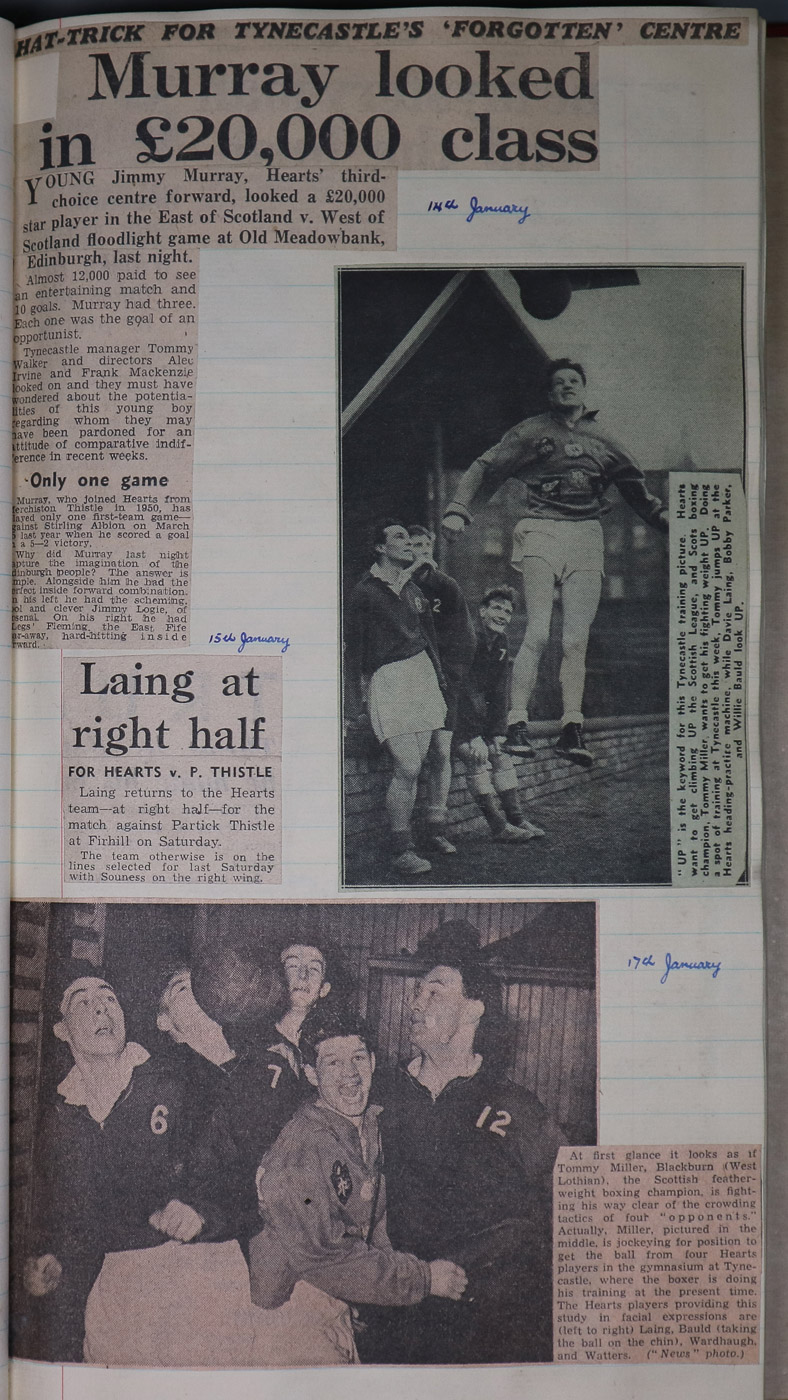 HAT-TRICK FOR TYNECASTLE'S 'FORGOTTEN' CENTRE
Murray looked
in £20,000 class
YOUNG Jimmy Murray, Hearts' third-
choice centre forward, looked a £20,000
star player in the East of Scotland v. West of
Scotland floodlight game at Old Meadowbank,
Edinburgh, last night.
Almost 12,000 paid to see
an entertaining match and
10 goals. Murray had three.
Each one was the goal of an
opportunist.
Tynecastle manager Tommy
Walker and directors Alec
Irvine and Frank Mackenzie
looked on and they must have
wondered about the potentia-
lities of this young boy
regarding whom they may
have been pardoned for an
attitude of comparative indif-
ference in recent weeks.
Only one game
Murray, who joined Hearts from
erchiston Thistle in 1950, has
ayed only one first-team game—
gainst Stirling Albion on March
last year when he scored a goal
a 5—2 victory.
Why did Murray last night
apture the imagination of the
dinburgh people? The answer is
mple. Alongside him he had the
erfect inside forward combination.
n his left he had the scheming,
ool and clever Jimmy Logie, of
rsenal. On his right he had
Legs' Fleming, the East Fife
ar-away, hard-hitting inside
rward.
14th January
15th January
Laing at
right half
FOR HEARTS v. P. THISTLE
Laing returns to the Hearts
team—at right half—for the
match against Partick Thistle
at Firhill on Saturday.
The team otherwise is on the
lines selected for last Saturday
with Souness on the right wing.
2
7
"UP" is the keyword for this Tynecastle training picture. Hearts
want to get climbing UP the Scottish League, and Scots boxing
champion, Tommy Miller, wants to get his fighting weight UP. Doing
a spot of training at Tynecastle this week, Tommy jumps UP at the
Hearts heading-practice machine, while Davie Laing, Bobby Parker,
and Willie Bauld look UP.
17th January
6
7
12
At first glance it looks as if
Tommy Miller, Blackburn (West
Lothian), the Scottish feather-
weight boxing champion, is fight-
ing his way clear of the crowding
tactics of four "opponents."
Actually, Miller, pictured in the
middle, is jockeying for position to
get the ball from four Hearts
players in the gymnasium at Tyne-
castle, where the boxer is doing
his training at the present time.
The Hearts players providing this
study in facial expressions are
(left to right) Laing, Bauld (taking
the ball on the chin), Wardhaugh,
and Watters. ("News" photo.)